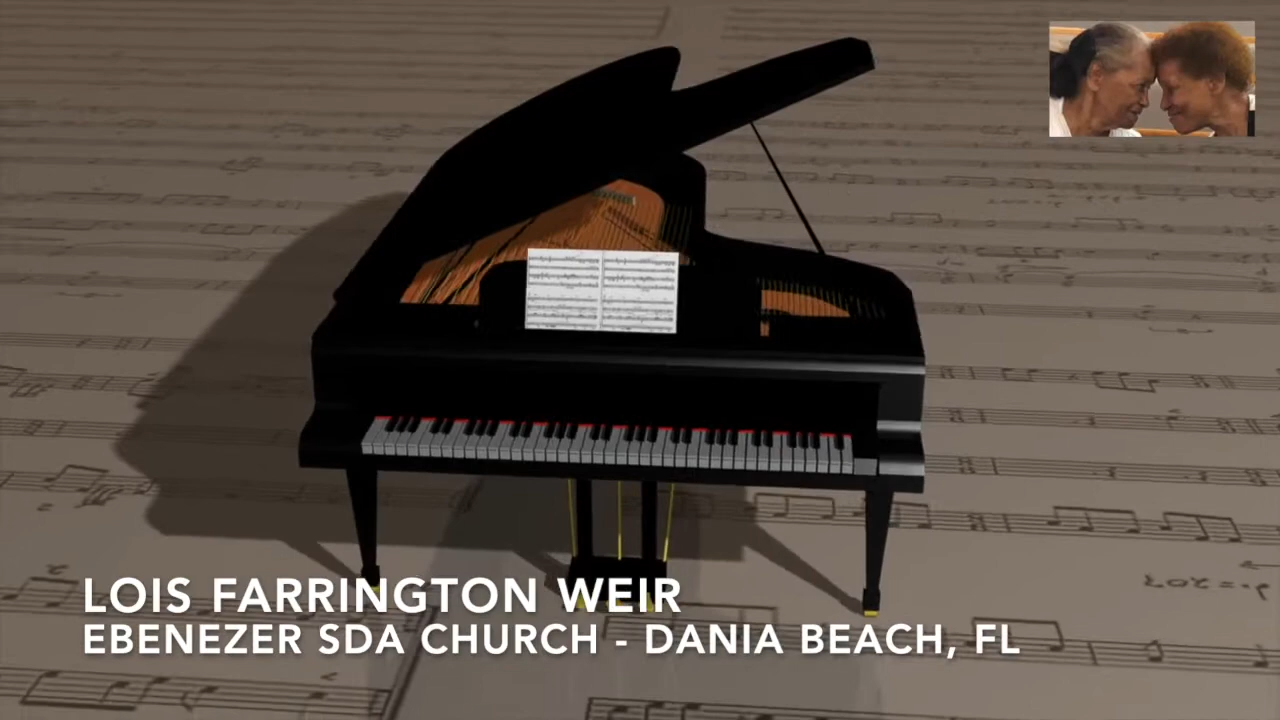 LOIS FARRINGTON WEIR
EBENEZER SDA CHURCH - DANIA BEACH, FL